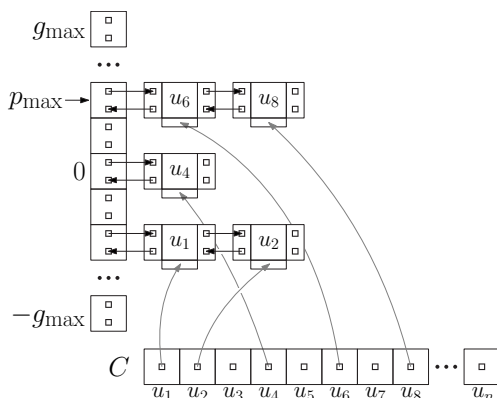 g_max
...
p_max
u_6 u_8
0
u_4
u_1 u_2
...
-g_max
C
...
u_1 u_2 u_3 u_4 u_5 u_6 u_7 u_8 u_n